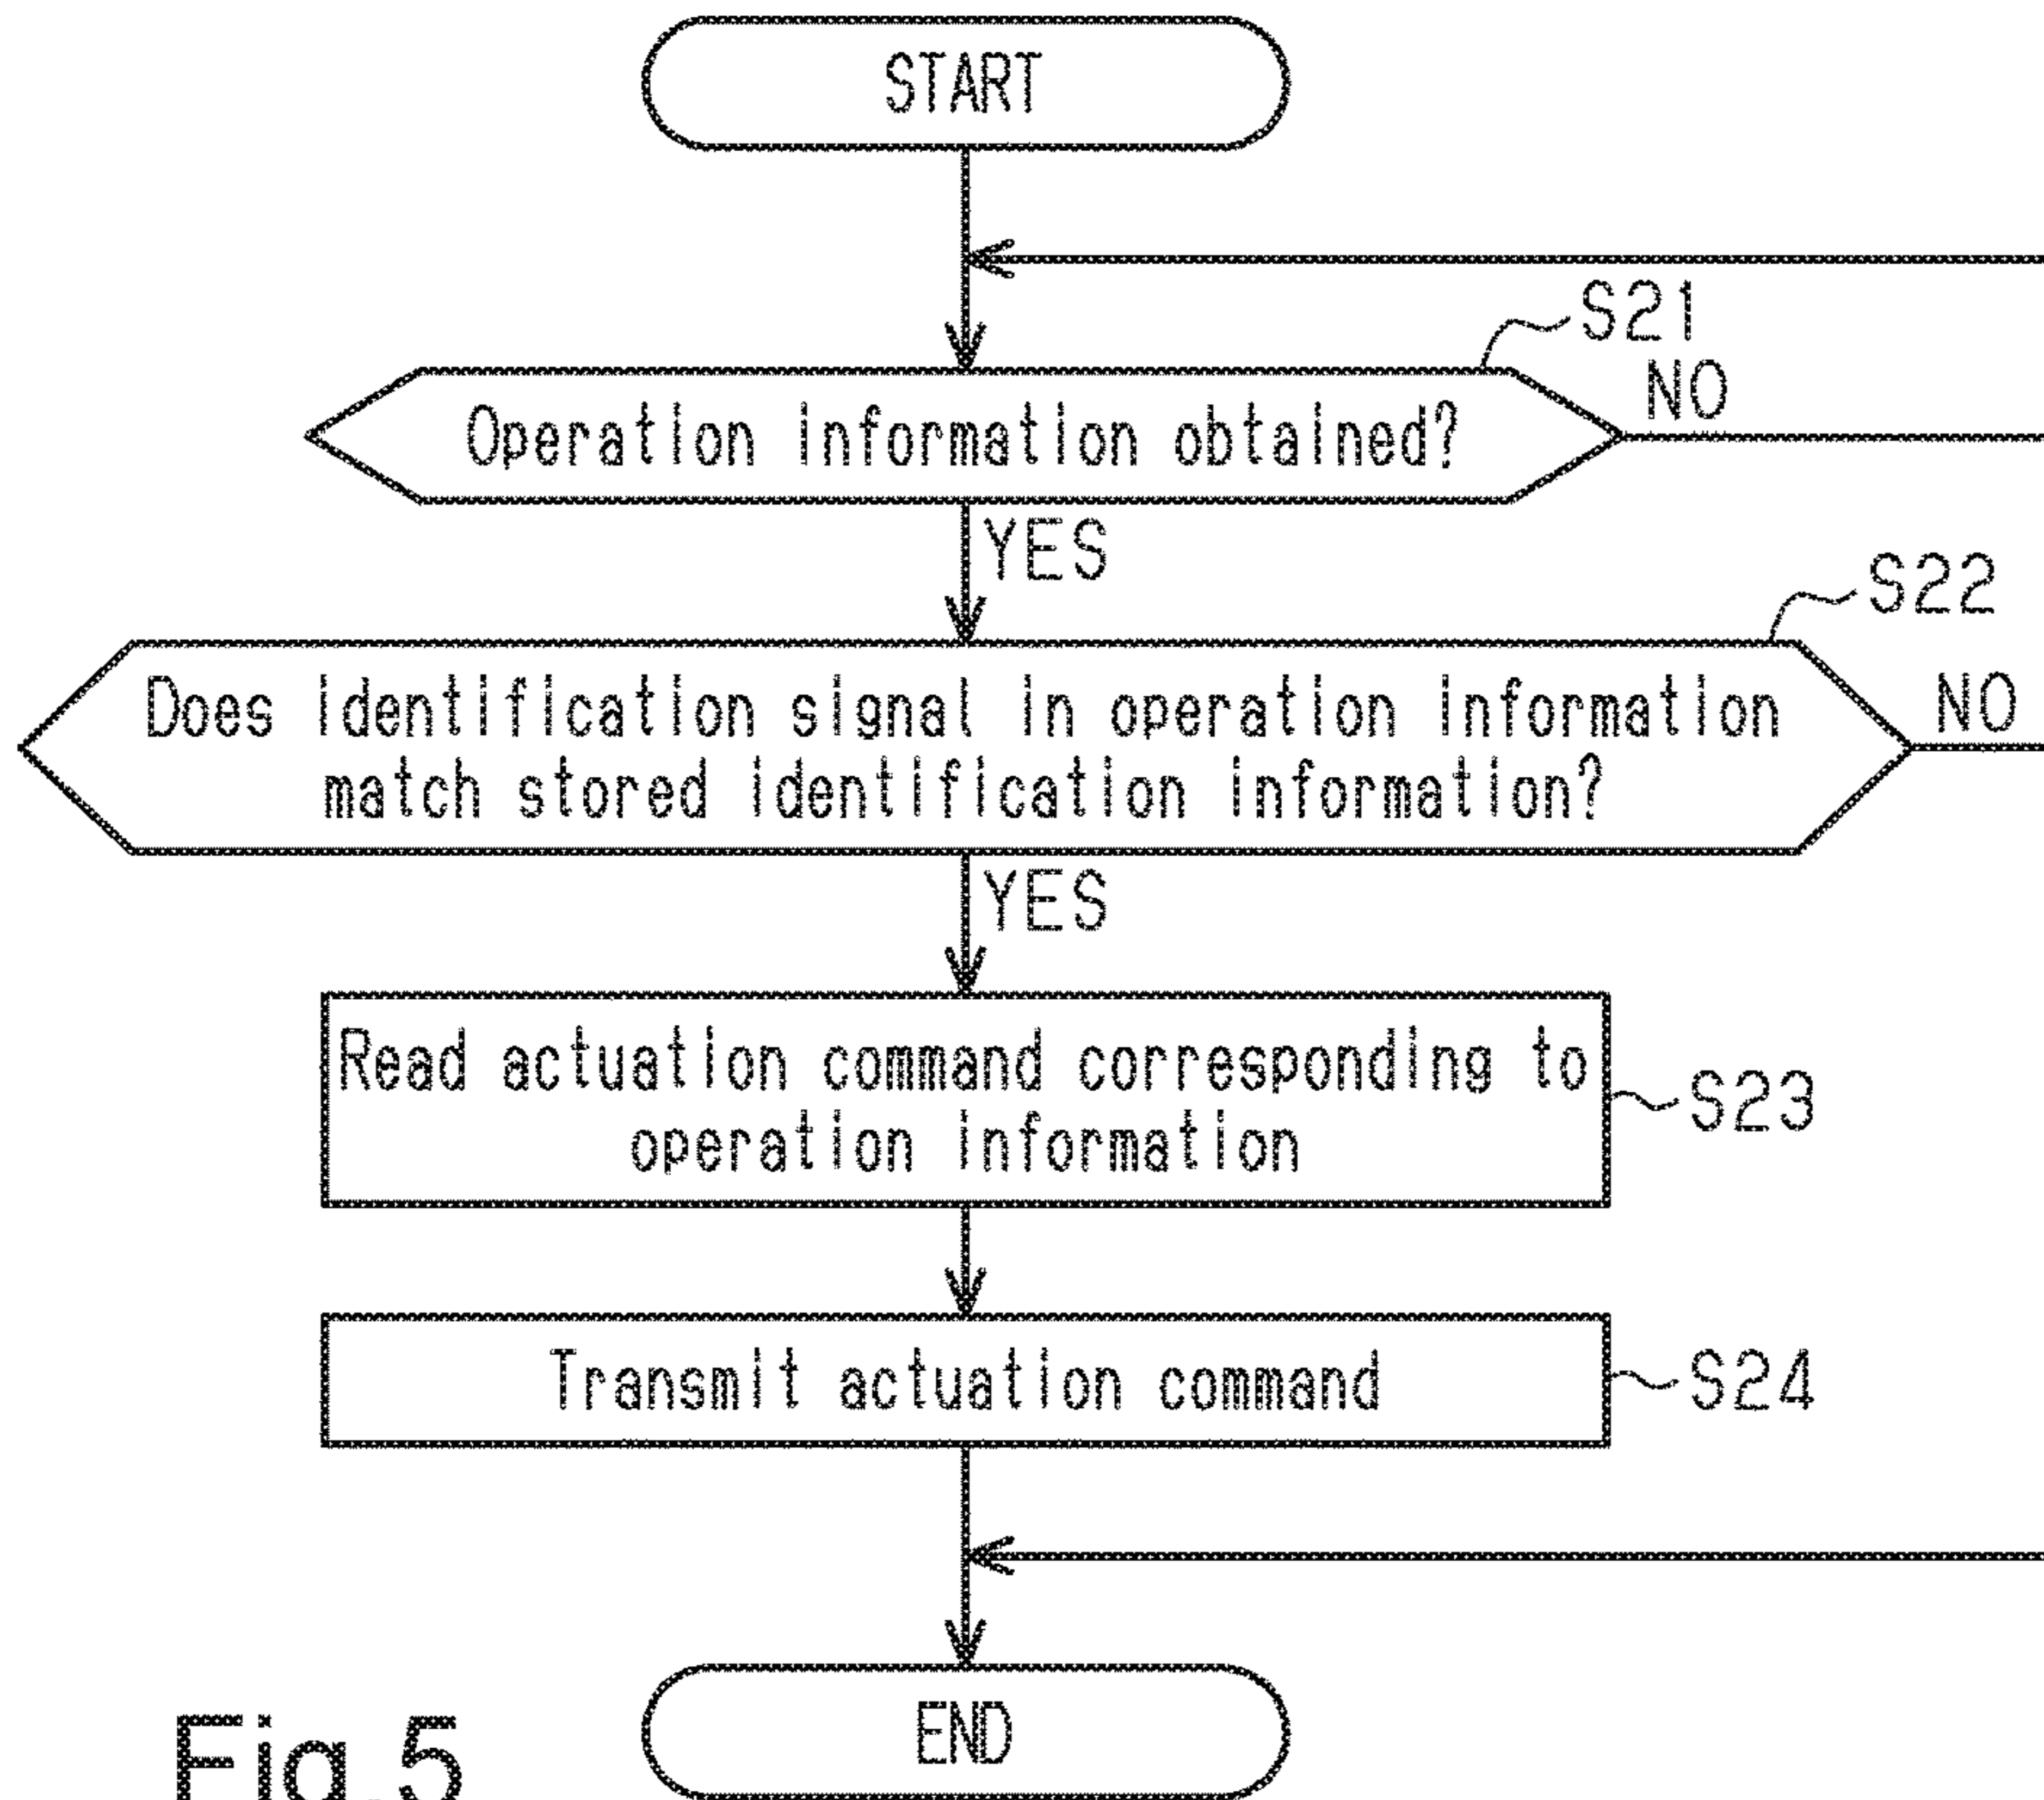 START
S21
Operation information obtained?
NO
YES
S22
Does identification signal in operation information
match stored identification information?
NO
YES
Read actuation command corresponding to
operation information
S23
Transmit actuation command
S24
END
Fig.5